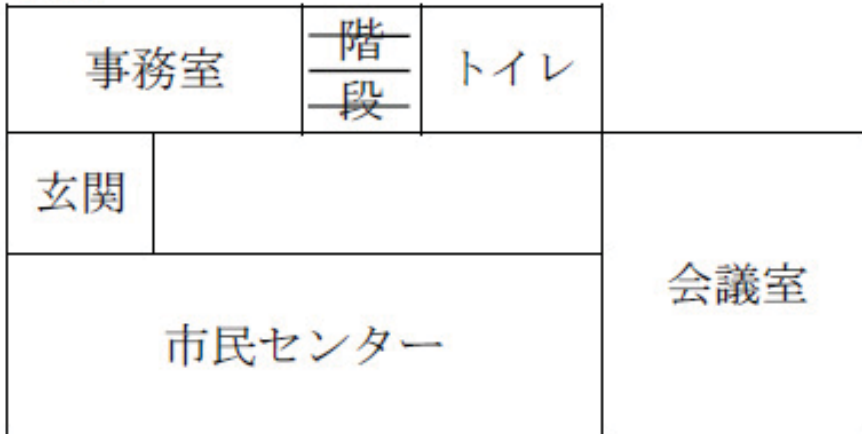 事務室
階段
トイレ
玄関
会議室
市民センター